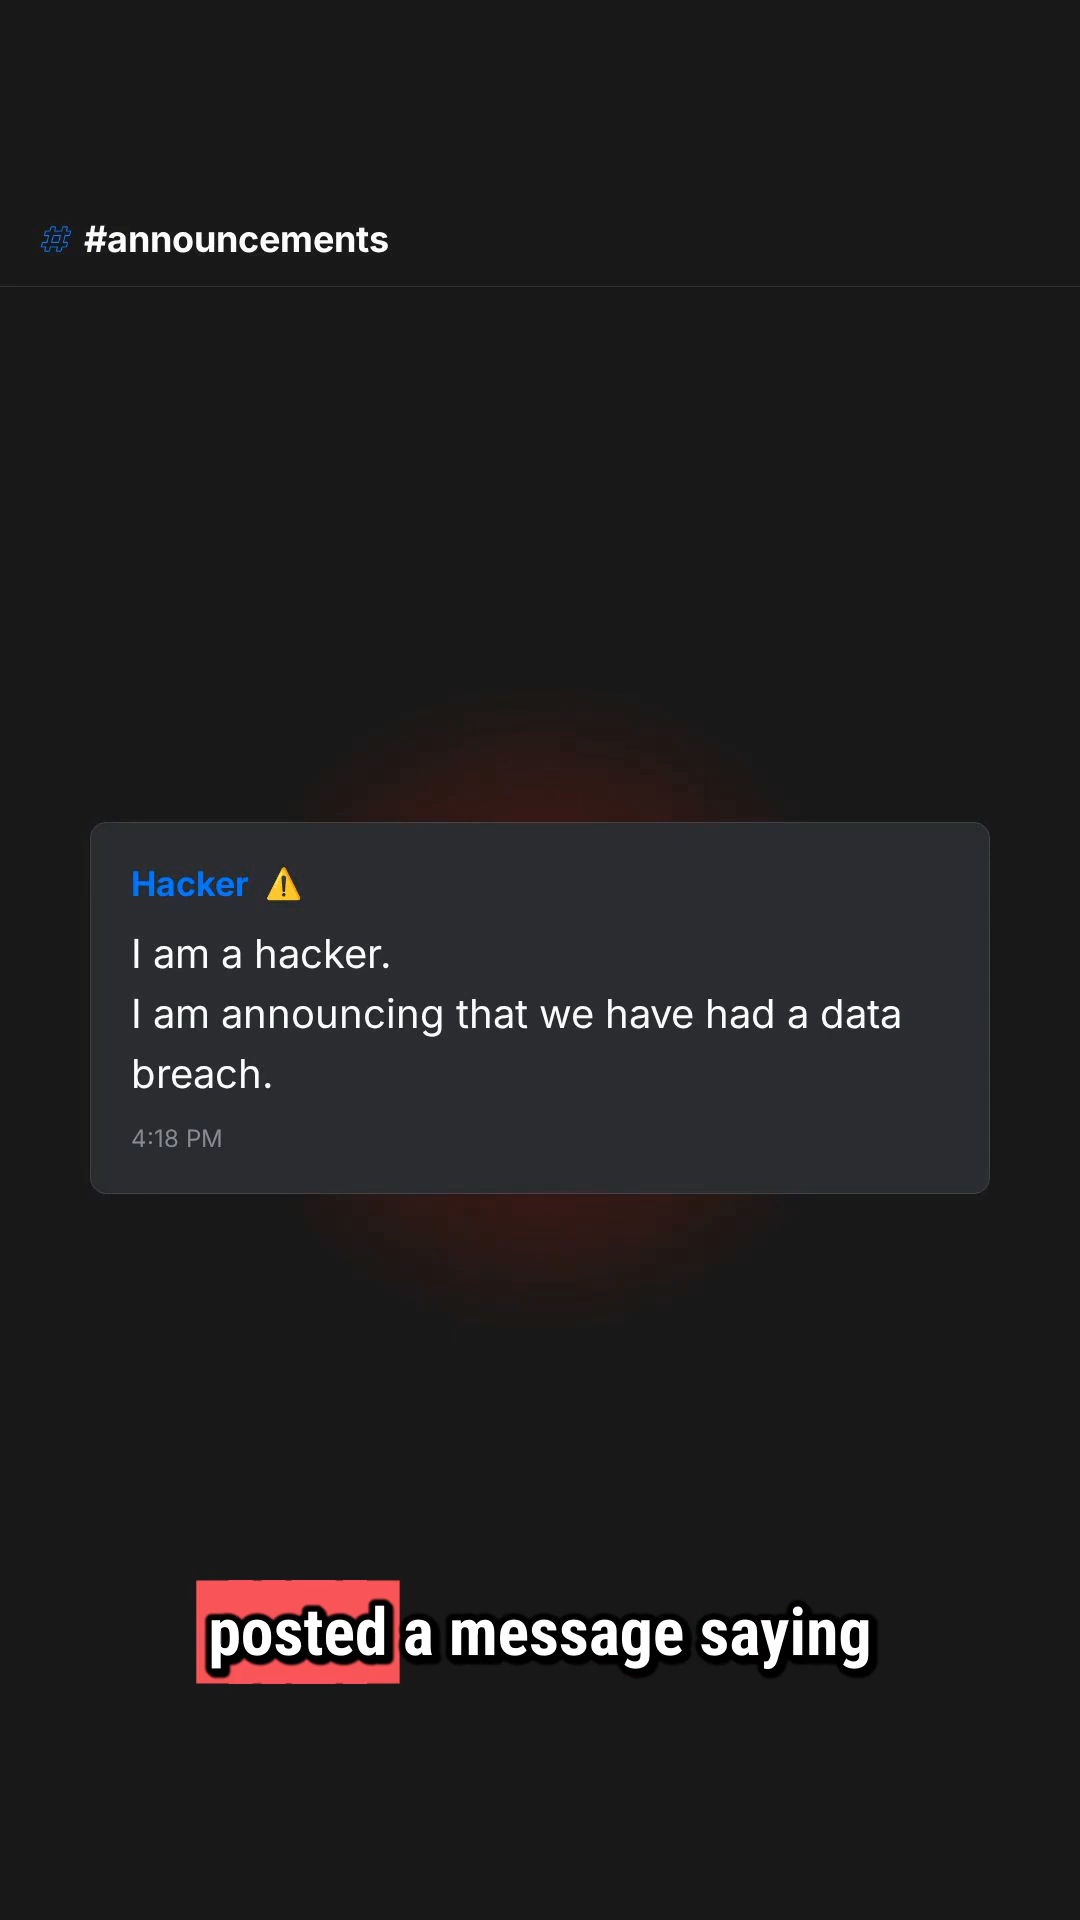 # #announcements
Hacker ⚠️
I am a hacker.
I am announcing that we have had a data
breach.
4:18 PM
posted a message saying